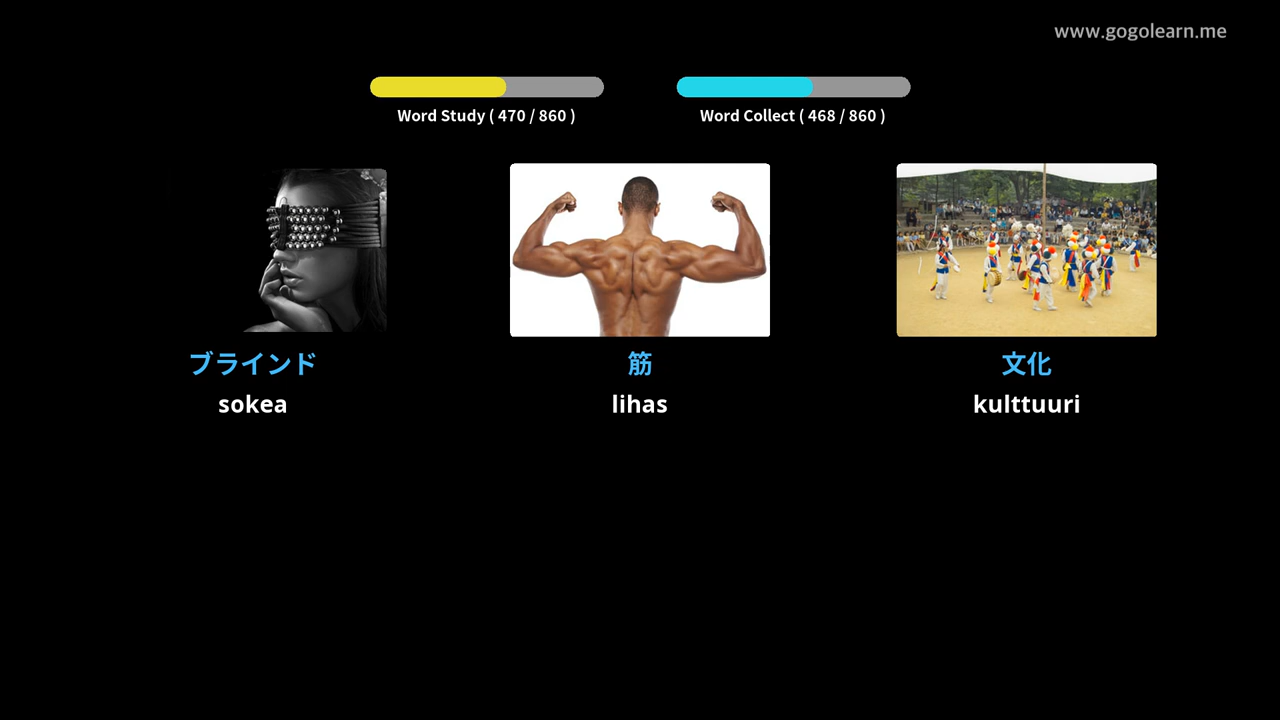 www.gogolearn.me
Word Study ( 470 / 860 )
Word Collect ( 468 / 860 )
ブラインド
筋
文化
sokea
lihas
kulttuuri